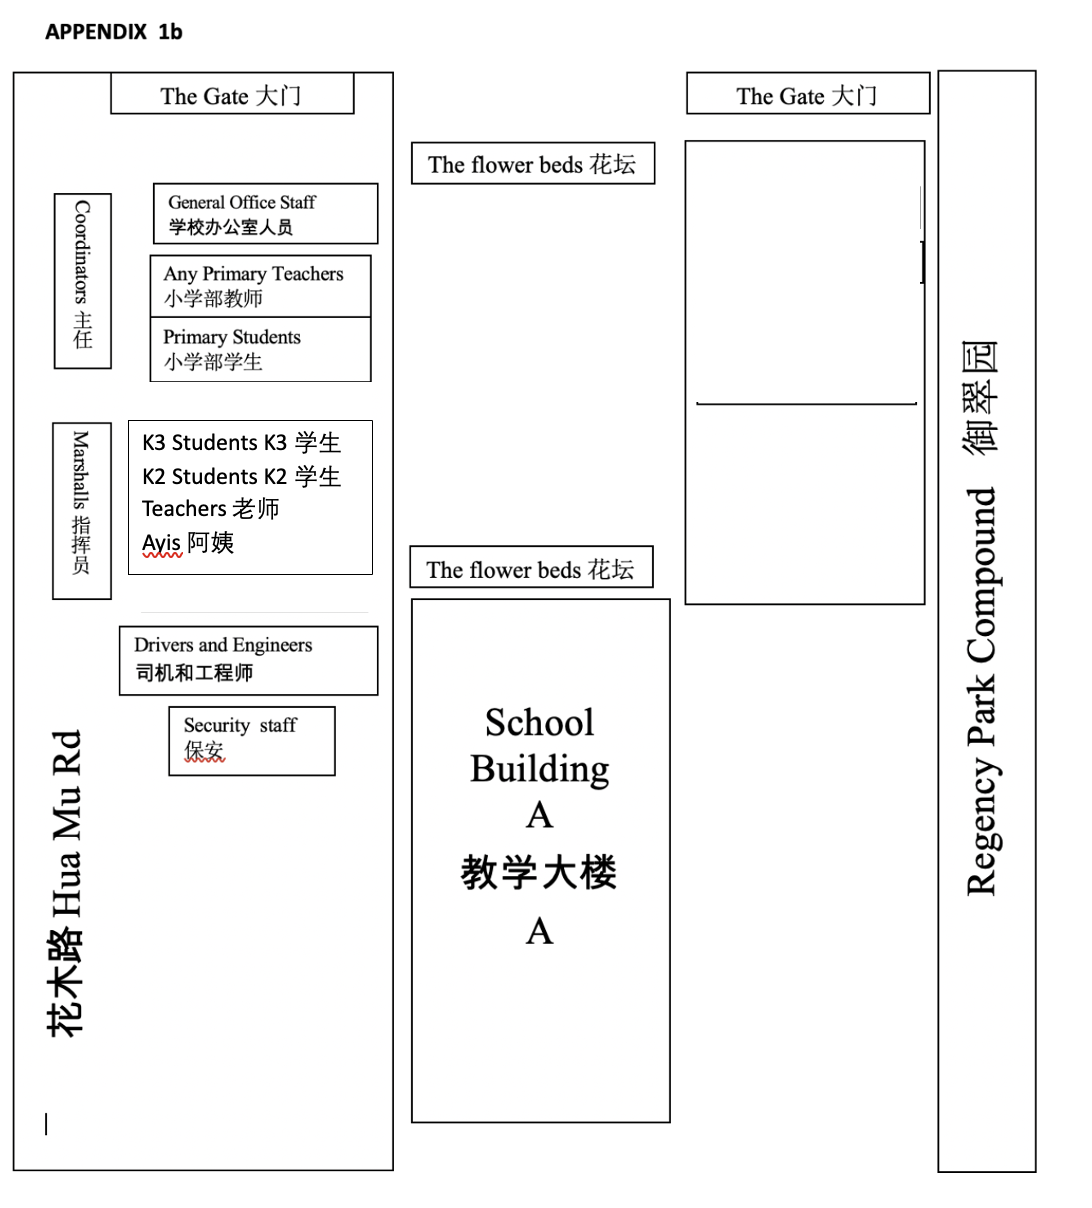 APPENDIX 1b
The Gate 大门
The Gate 大门
The flower beds 花坛
General Office Staff
学校办公室人员
Coordinators 主任
Any Primary Teachers
小学部教师
Primary Students
小学部学生
Marshalls 指挥员
K3 Students K3 学生
K2 Students K2 学生
Teachers 老师
Ayis 阿姨
The flower beds 花坛
Drivers and Engineers
司机和工程师
Security staff
保安
School
Building
A
教学大楼
A
花木路 Hua Mu Rd
Regency Park Compound 御翠园